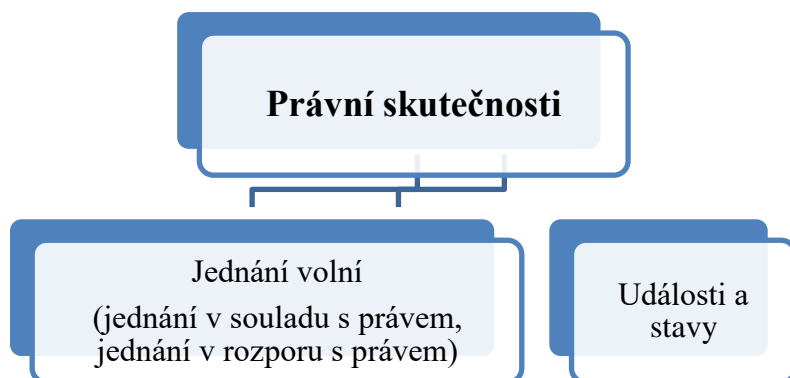 Právní skutečnosti
Jednání volní
(jednání v souladu s právem,
jednání v rozporu s právem)
Události a
stavy